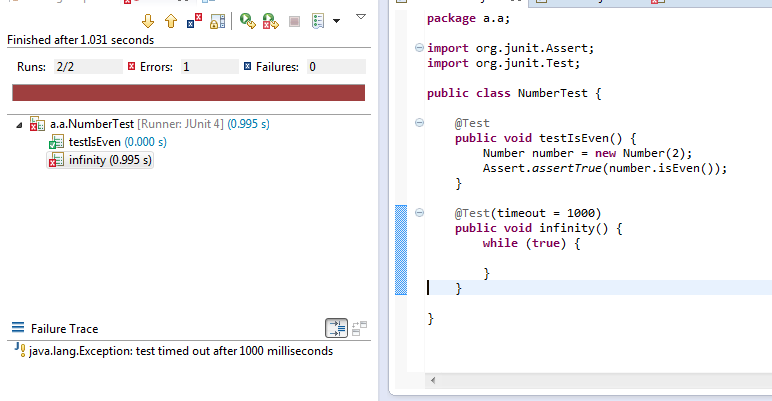 Finished after 1.031 seconds
Runs: 2/2 Errors: 1 Failures: 0
a.a.NumberTest [Runner: JUnit 4] (0.995 s)
testIsEven (0.000 s)
infinity (0.995 s)
Failure Trace
java.lang.Exception: test timed out after 1000 milliseconds
package a.a;
import org.junit.Assert;
import org.junit.Test;
public class NumberTest {
@Test
public void testIsEven() {
Number number = new Number(2);
Assert.assertTrue(number.isEven());
}
@Test(timeout = 1000)
public void infinity() {
while (true) {
}
}
}